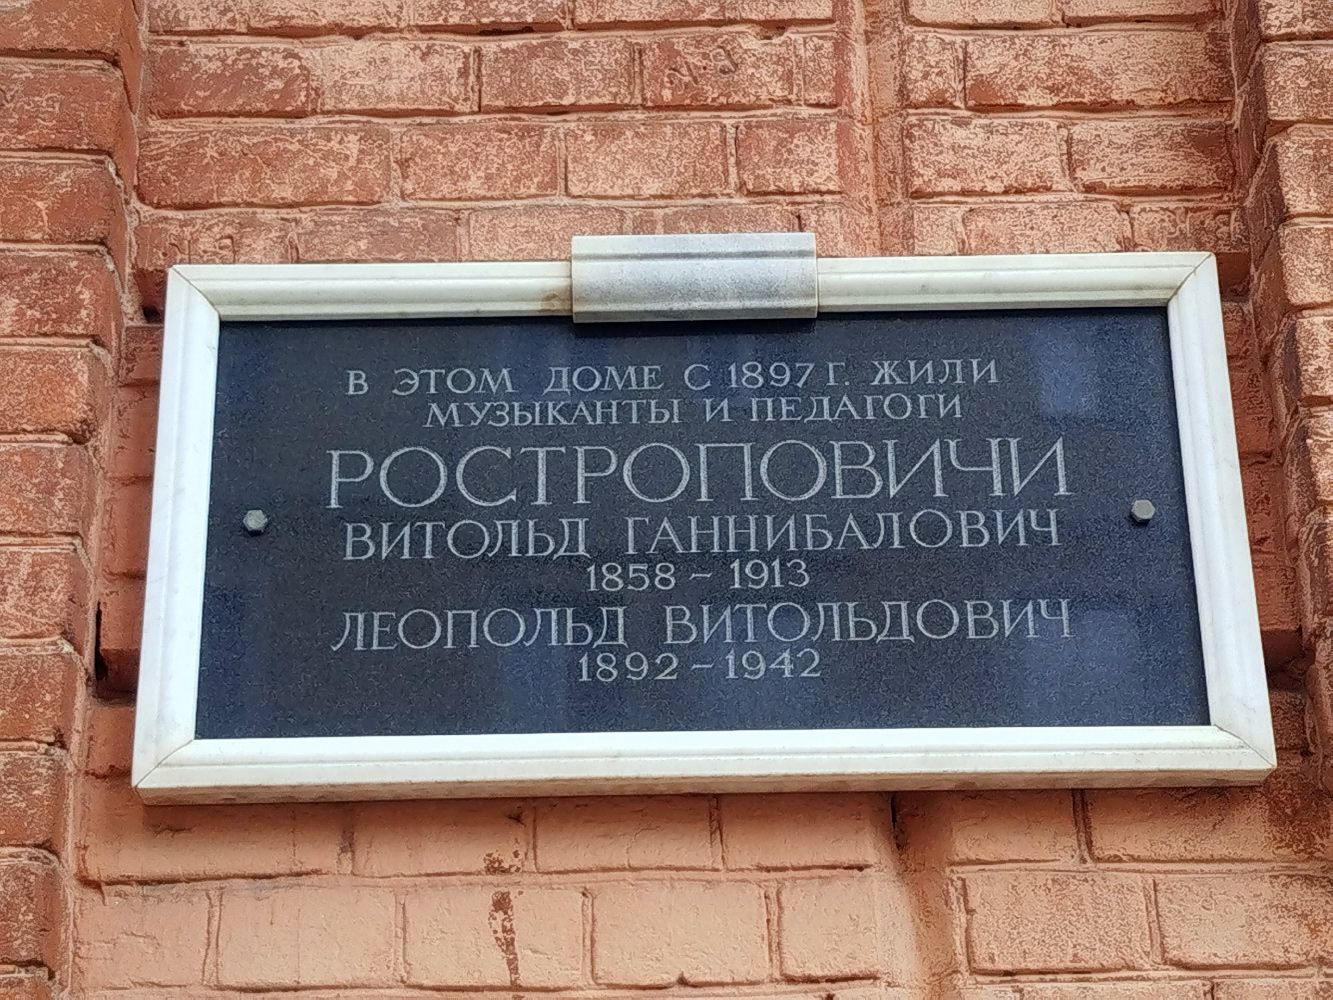 В ЭТОМ ДОМЕ С 1897 Г. ЖИЛИ
МУЗЫКАНТЫ И ПЕДАГОГИ
РОСТРОПОВИЧИ
ВИТОЛЬД ГАННИБАЛОВИЧ
1858 – 1913
ЛЕОПОЛЬД ВИТОЛЬДОВИЧ
1892 – 1942